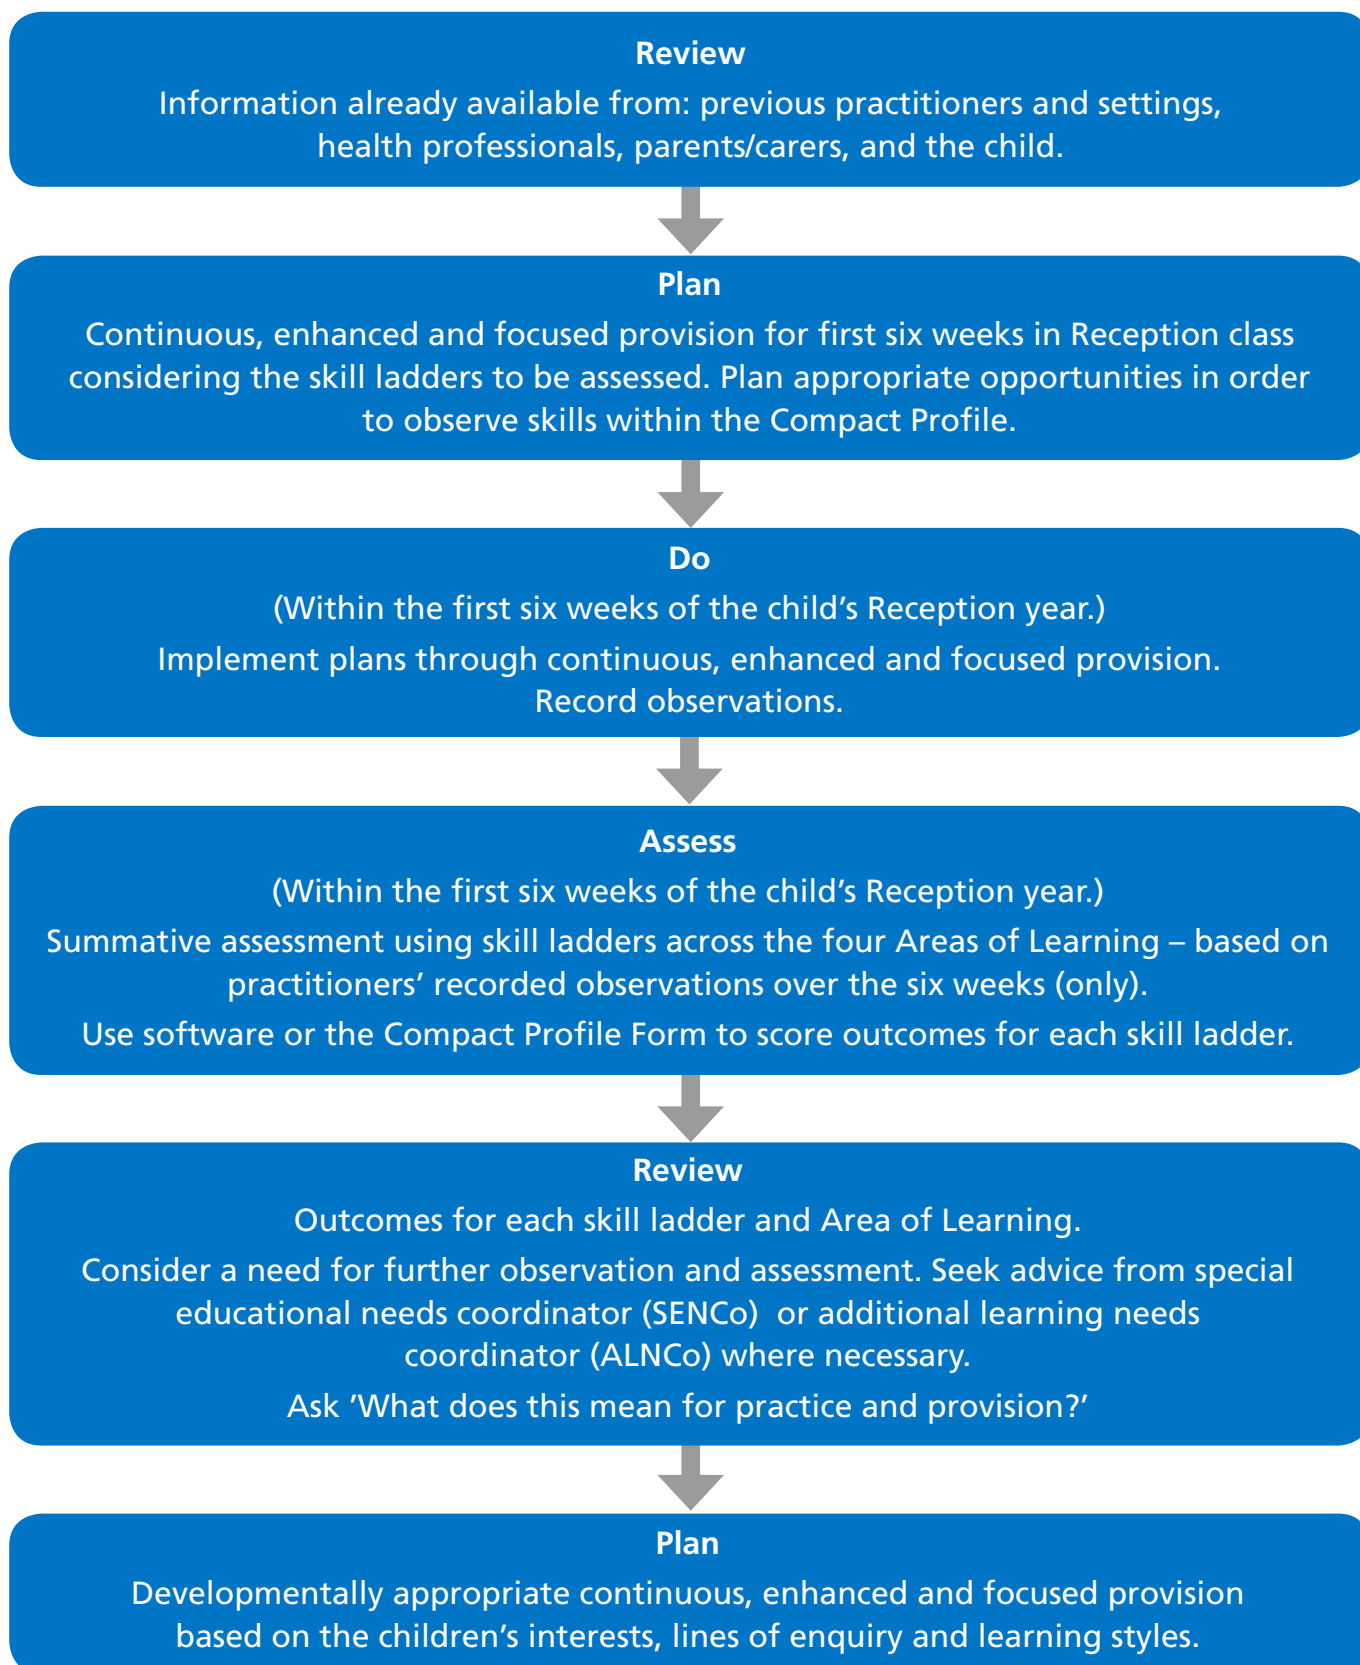 Review
Information already available from: previous practitioners and settings,
health professionals, parents/carers, and the child.
Plan
Continuous, enhanced and focused provision for first six weeks in Reception class
considering the skill ladders to be assessed. Plan appropriate opportunities in order
to observe skills within the Compact Profile.
Do
(Within the first six weeks of the child’s Reception year.)
Implement plans through continuous, enhanced and focused provision.
Record observations.
Assess
(Within the first six weeks of the child’s Reception year.)
Summative assessment using skill ladders across the four Areas of Learning – based on
practitioners’ recorded observations over the six weeks (only).
Use software or the Compact Profile Form to score outcomes for each skill ladder.
Review
Outcomes for each skill ladder and Area of Learning.
Consider a need for further observation and assessment. Seek advice from special
educational needs coordinator (SENCo) or additional learning needs
coordinator (ALNCo) where necessary.
Ask ’What does this mean for practice and provision?’
Plan
Developmentally appropriate continuous, enhanced and focused provision
based on the children’s interests, lines of enquiry and learning styles.